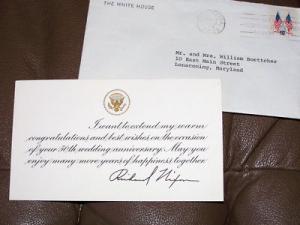 THE WHITE HOUSE
Mr. and Mrs. William Boettcher
10 East Main Street
Lonaconing, Maryland
I want to extend my warm
congratulations and best wishes on the occasion
of your 50th wedding anniversary. May you
enjoy many more years of happiness together.
Richard Nixon